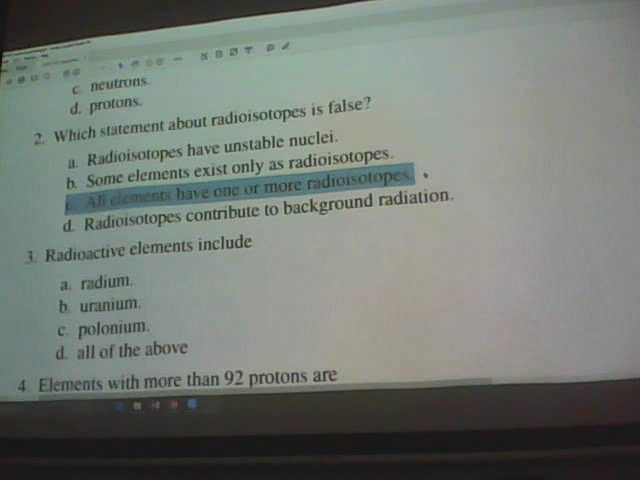 c. neutrons.
d. protons.
2. Which statement about radioisotopes is false?
a. Radioisotopes have unstable nuclei.
b. Some elements exist only as radioisotopes.
c. All elements have one or more radioisotopes.
d. Radioisotopes contribute to background radiation.
3. Radioactive elements include
a. radium.
b. uranium.
c. polonium.
d. all of the above
4. Elements with more than 92 protons are